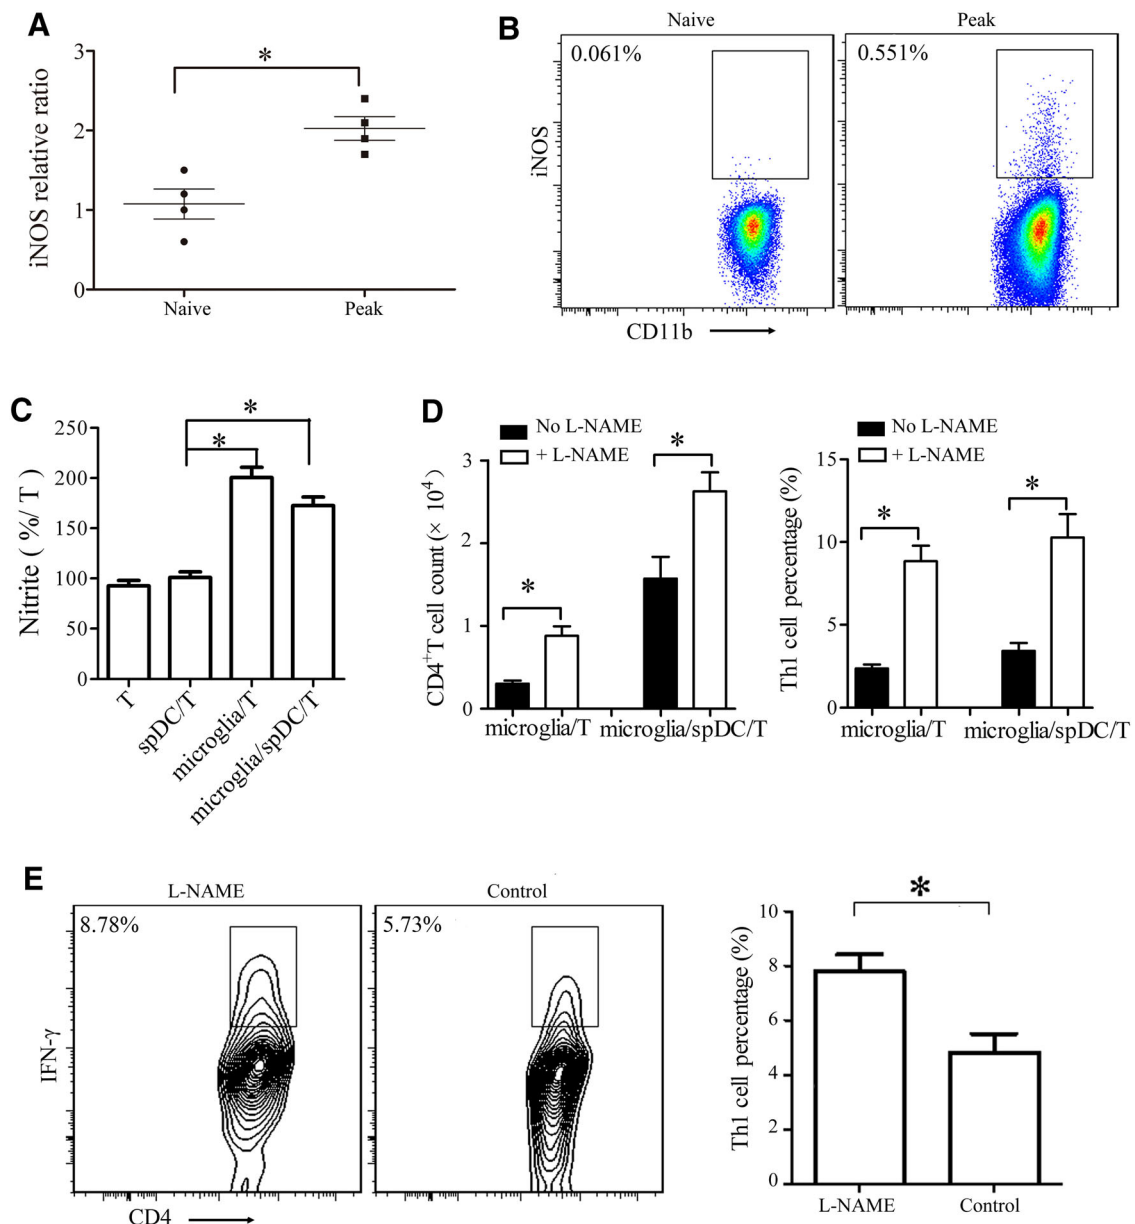 A
3
2
1
0
iNOS relative ratio
*
Naive
Peak
B
Naive
Peak
0.061%
0.551%
iNOS
CD11b
C
250
200
150
100
50
0
Nitrite ( %/ T)
*
*
T
spDC/T
microglia/T
microglia/spDC/T
D
No L-NAME
+ L-NAME
3
2
1
0
CD4⁺T cell count (× 10⁴)
*
*
microglia/T
microglia/spDC/T
No L-NAME
+ L-NAME
15
10
5
0
Th1 cell percentage (%)
*
*
microglia/T
microglia/spDC/T
E
L-NAME
Control
8.78%
5.73%
IFN-γ
CD4
10
8
6
4
2
0
Th1 cell percentage (%)
*
L-NAME
Control